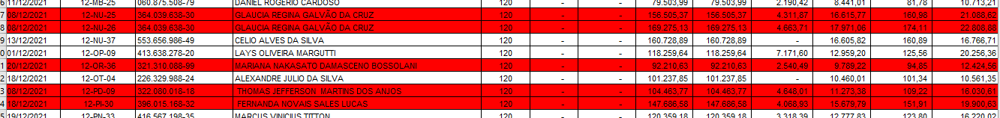 6 11/12/2021 12-MB-25 060.875.508-79 DANIEL ROGERIO CARDOSO 120 - - 79.503,99 79.503,99 2.190,42 8.441,01 81,78 10.713,21
7 08/12/2021 12-NU-25 364.039.638-30 GLAUCIA REGINA GALVÃO DA CRUZ 120 - - 156.505,37 156.505,37 4.311,87 16.615,77 160,98 21.088,62
8 08/12/2021 12-NU-26 364.039.638-30 GLAUCIA REGINA GALVÃO DA CRUZ 120 - - 169.275,13 169.275,13 4.663,71 17.971,06 174,11 22.808,88
9 13/12/2021 12-NU-37 553.656.986-49 CELIO ALVES DA SILVA 120 - - 160.728,89 160.728,89 - 16.605,82 160,89 16.766,71
0 01/12/2021 12-OP-09 413.638.278-20 LAYS OLIVEIRA MARGUTTI 120 - - 118.259,64 118.259,64 7.171,60 12.959,20 125,56 20.256,36
1 20/12/2021 12-OR-36 321.310.088-99 MARIANA NAKASATO DAMASCENO BOSSOLANI 120 - - 92.210,63 92.210,63 2.540,49 9.789,22 94,85 12.424,56
2 18/12/2021 12-OT-04 226.329.988-24 ALEXANDRE JULIO DA SILVA 120 - - 101.237,85 101.237,85 - 10.460,01 101,34 10.561,35
3 08/12/2021 12-PD-09 322.080.018-18 THOMAS JEFFERSON MARTINS DOS ANJOS 120 - - 104.463,77 104.463,77 4.648,01 11.273,38 109,22 16.030,61
4 18/12/2021 12-PI-30 396.015.168-32 FERNANDA NOVAIS SALES LUCAS 120 - - 147.686,58 147.686,58 4.068,93 15.679,79 151,91 19.900,63
5 19/12/2021 12-PN-33 416.567.198-35 MARCUS VINICIUS TITTON 120 - - 120.359,18 120.359,18 3.318,39 12.777,83 123,80 16.220,02